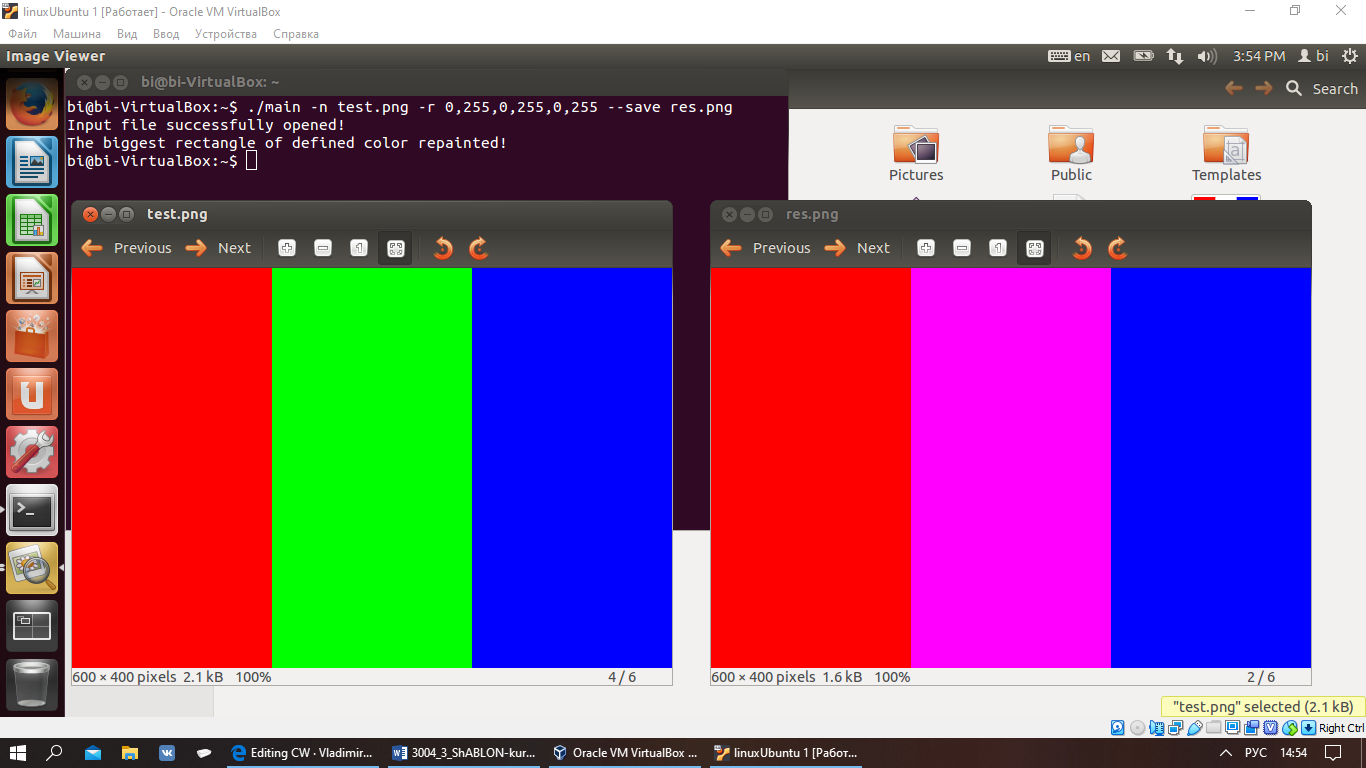 linuxUbuntu 1 [Работает] - Oracle VM VirtualBox
Файл Машина Вид Ввод Устройства Справка
Image Viewer en 3:54 PM bi
bi@bi-VirtualBox: ~
Search
bi@bi-VirtualBox:~$ ./main -n test.png -r 0,255,0,255,0,255 --save res.png
Input file successfully opened!
The biggest rectangle of defined color repainted!
bi@bi-VirtualBox:~$
Pictures Public Templates
test.png
Previous Next
600 × 400 pixels 2.1 kB 100% 4 / 6
res.png
Previous Next
600 × 400 pixels 1.6 kB 100% 2 / 6
"test.png" selected (2.1 kB)
Right Ctrl
Editing CW · Vladimir... 3004_3_ShABLON-kur... Oracle VM VirtualBox ... linuxUbuntu 1 [Работ... РУС 14:54